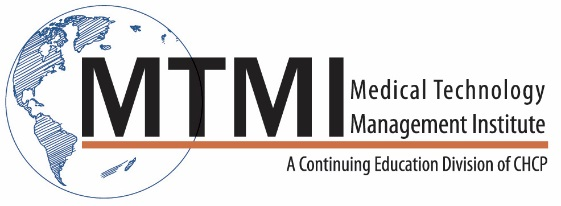 MTMI
Medical Technology
Management Institute
A Continuing Education Division of CHCP